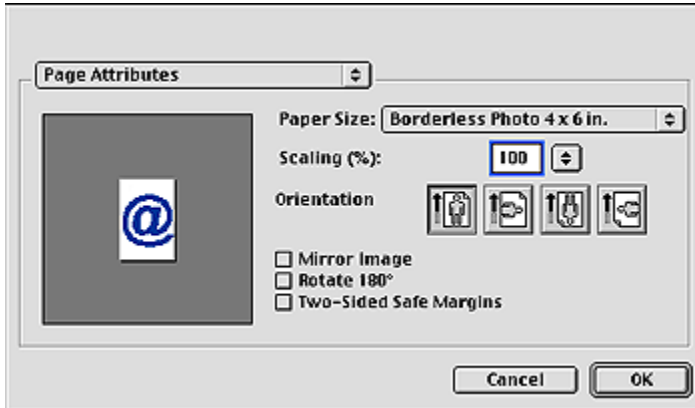 Page Attributes
Paper Size: Borderless Photo 4 x 6 in.
Scaling (%): 100
Orientation
@
Mirror Image
Rotate 180°
Two-Sided Safe Margins
Cancel OK